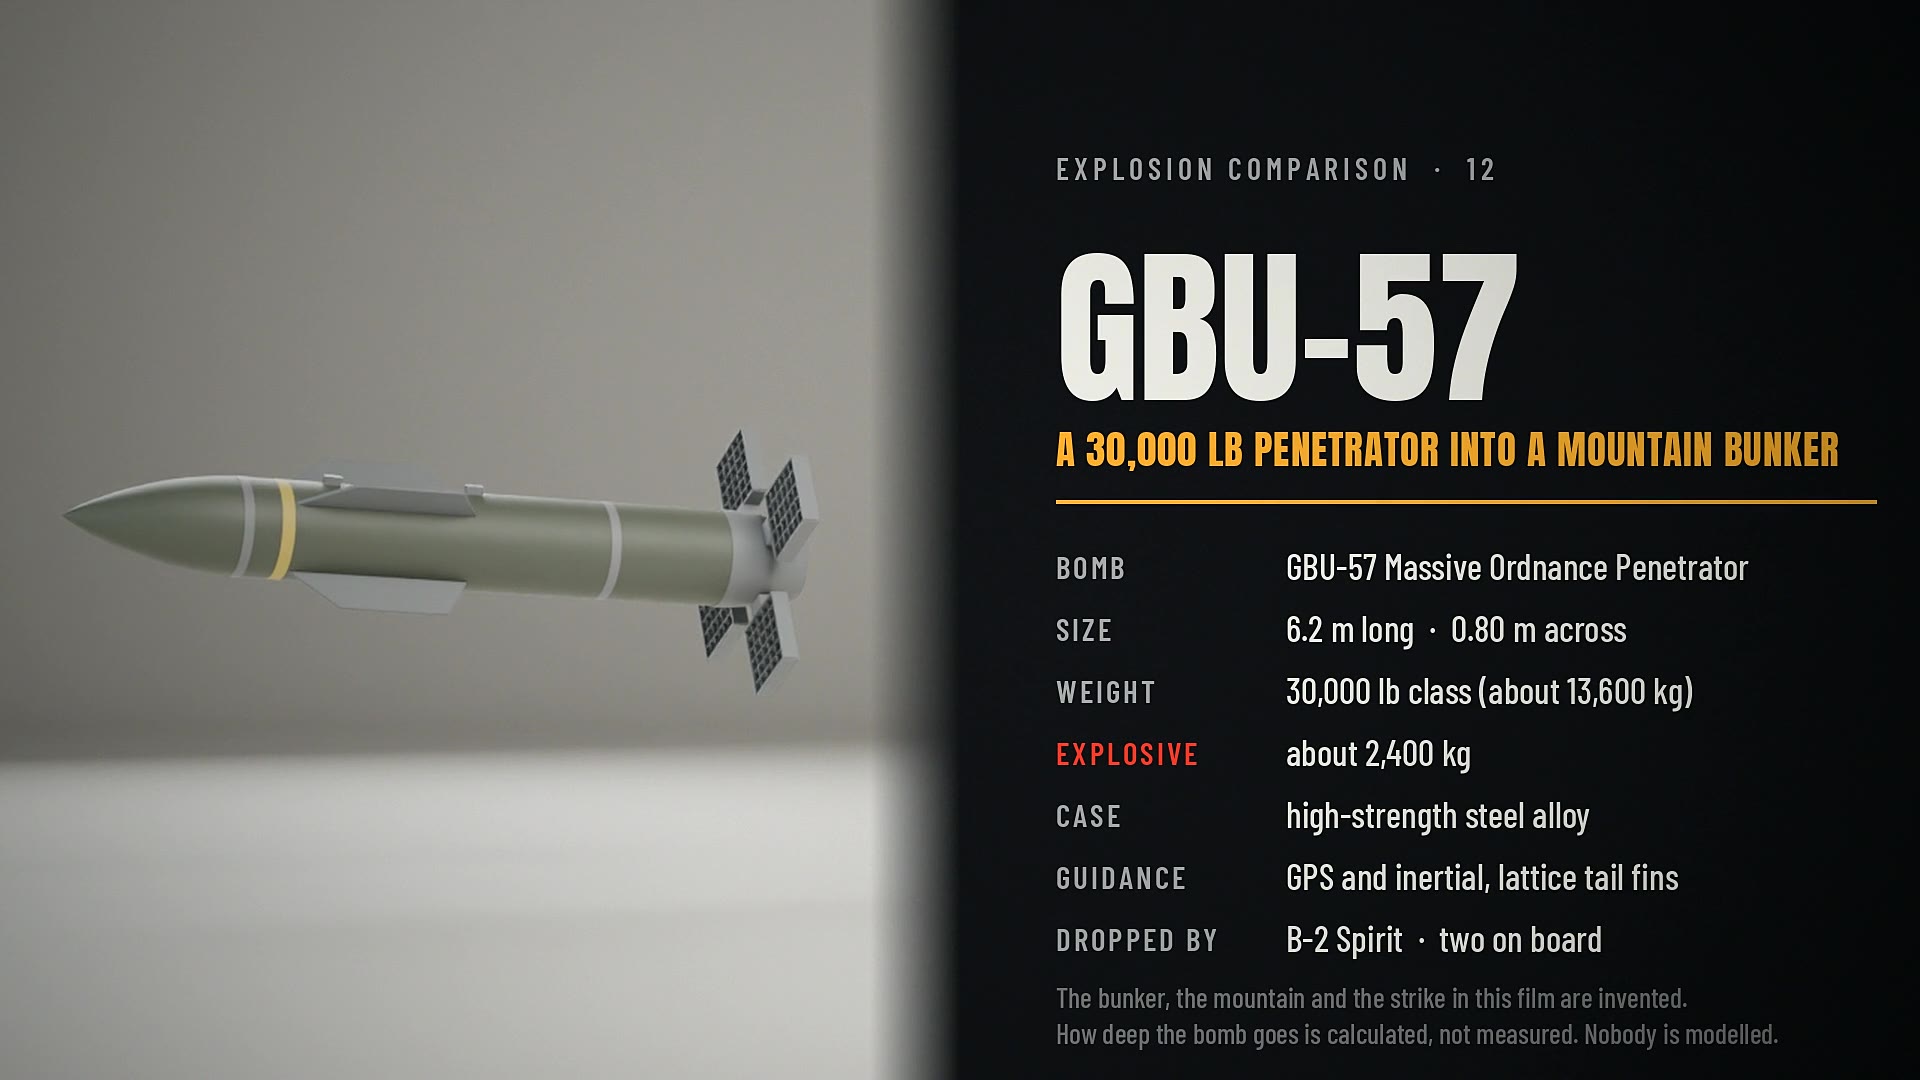 EXPLOSION COMPARISON · 12
GBU-57
A 30,000 LB PENETRATOR INTO A MOUNTAIN BUNKER
BOMB GBU-57 Massive Ordnance Penetrator
SIZE 6.2 m long · 0.80 m across
WEIGHT 30,000 lb class (about 13,600 kg)
EXPLOSIVE about 2,400 kg
CASE high-strength steel alloy
GUIDANCE GPS and inertial, lattice tail fins
DROPPED BY B-2 Spirit · two on board
The bunker, the mountain and the strike in this film are invented.
How deep the bomb goes is calculated, not measured. Nobody is modelled.